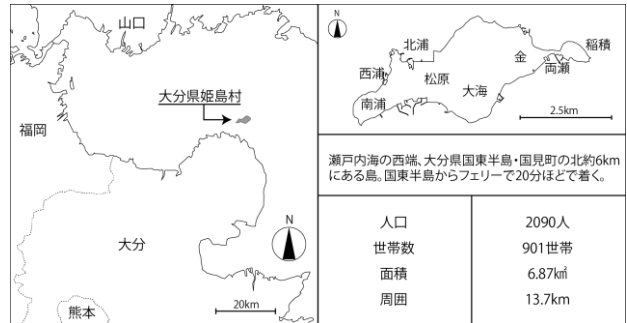 山口
大分県姫島村
福岡
大分
熊本
N
20km
N
北浦
西浦
松原
南浦
大海
金
両瀬
稲積
2.5km
瀬戸内海の西端、大分県国東半島・国見町の北約6km
にある島。国東半島からフェリーで20分ほどで着く。
人口 2090人
世帯数 901世帯
面積 6.87㎢
周囲 13.7km